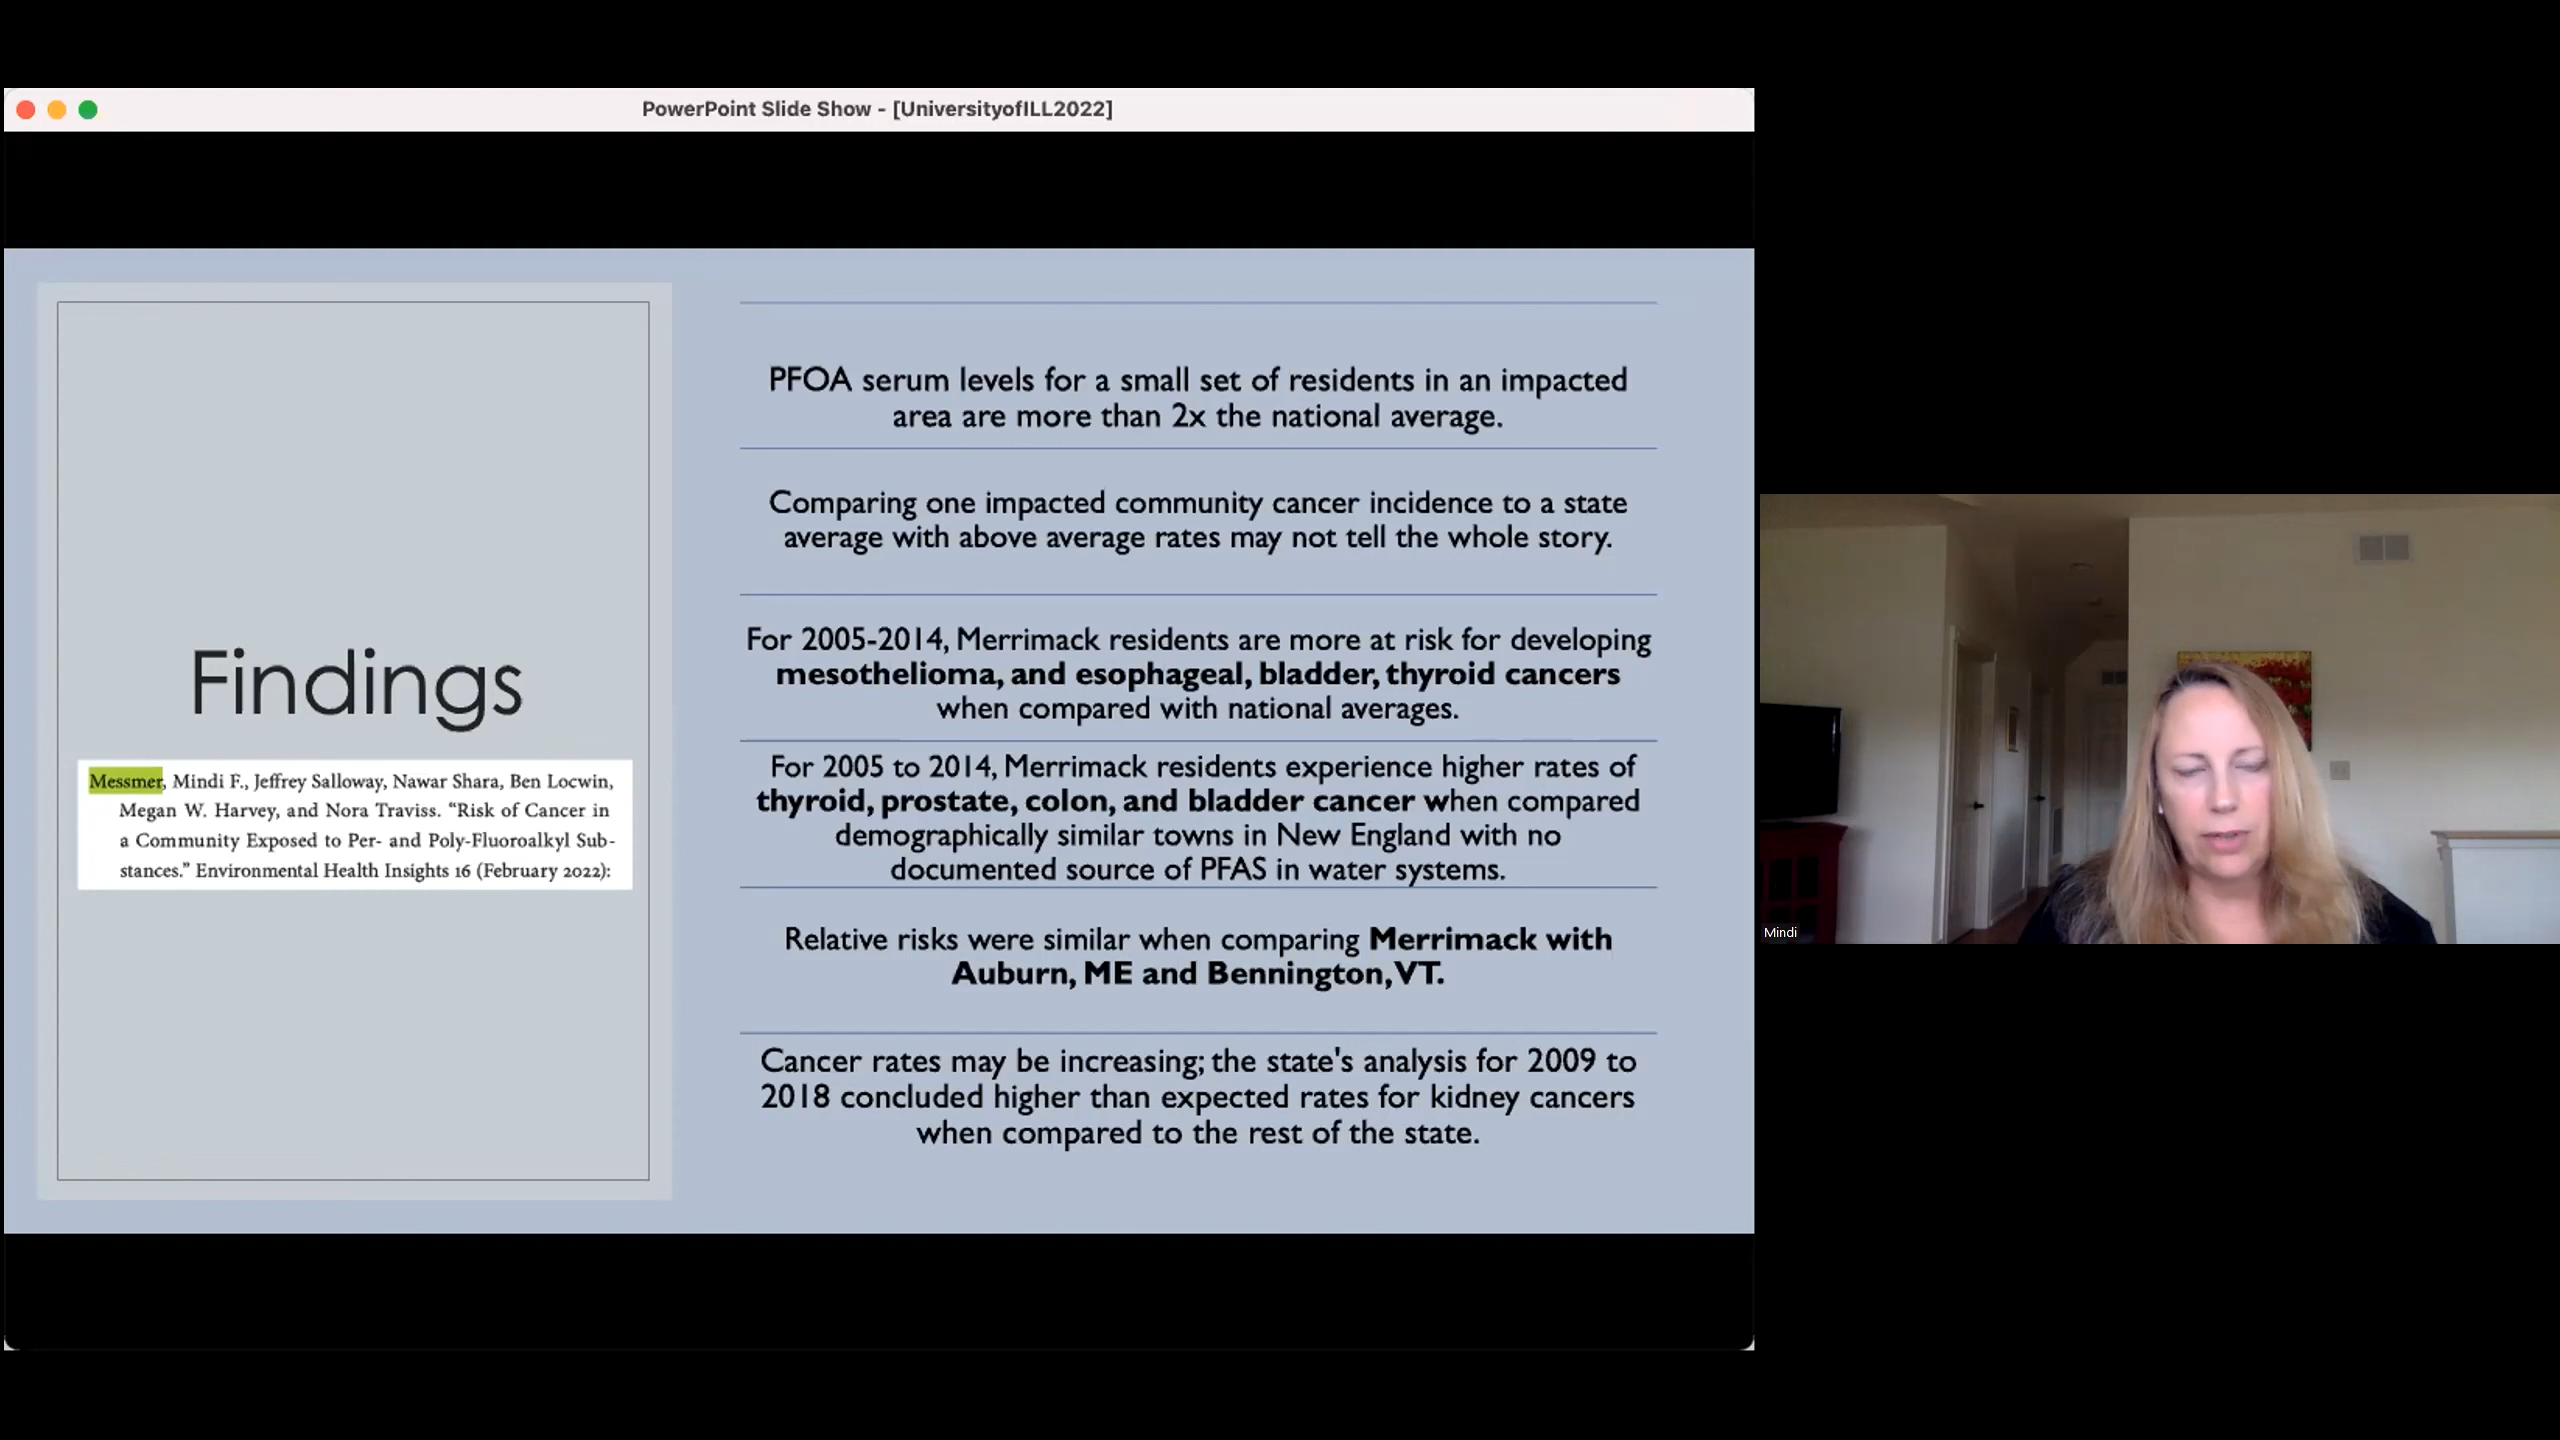 PowerPoint Slide Show - [UniversityofILL2022]
Findings
Messmer, Mindi F., Jeffrey Salloway, Nawar Shara, Ben Locwin,
Megan W. Harvey, and Nora Traviss. “Risk of Cancer in
a Community Exposed to Per- and Poly-Fluoroalkyl Sub-
stances.” Environmental Health Insights 16 (February 2022):
PFOA serum levels for a small set of residents in an impacted
area are more than 2x the national average.
Comparing one impacted community cancer incidence to a state
average with above average rates may not tell the whole story.
For 2005-2014, Merrimack residents are more at risk for developing
mesothelioma, and esophageal, bladder, thyroid cancers
when compared with national averages.
For 2005 to 2014, Merrimack residents experience higher rates of
thyroid, prostate, colon, and bladder cancer when compared
demographically similar towns in New England with no
documented source of PFAS in water systems.
Relative risks were similar when comparing Merrimack with
Auburn, ME and Bennington, VT.
Cancer rates may be increasing; the state's analysis for 2009 to
2018 concluded higher than expected rates for kidney cancers
when compared to the rest of the state.
Mindi